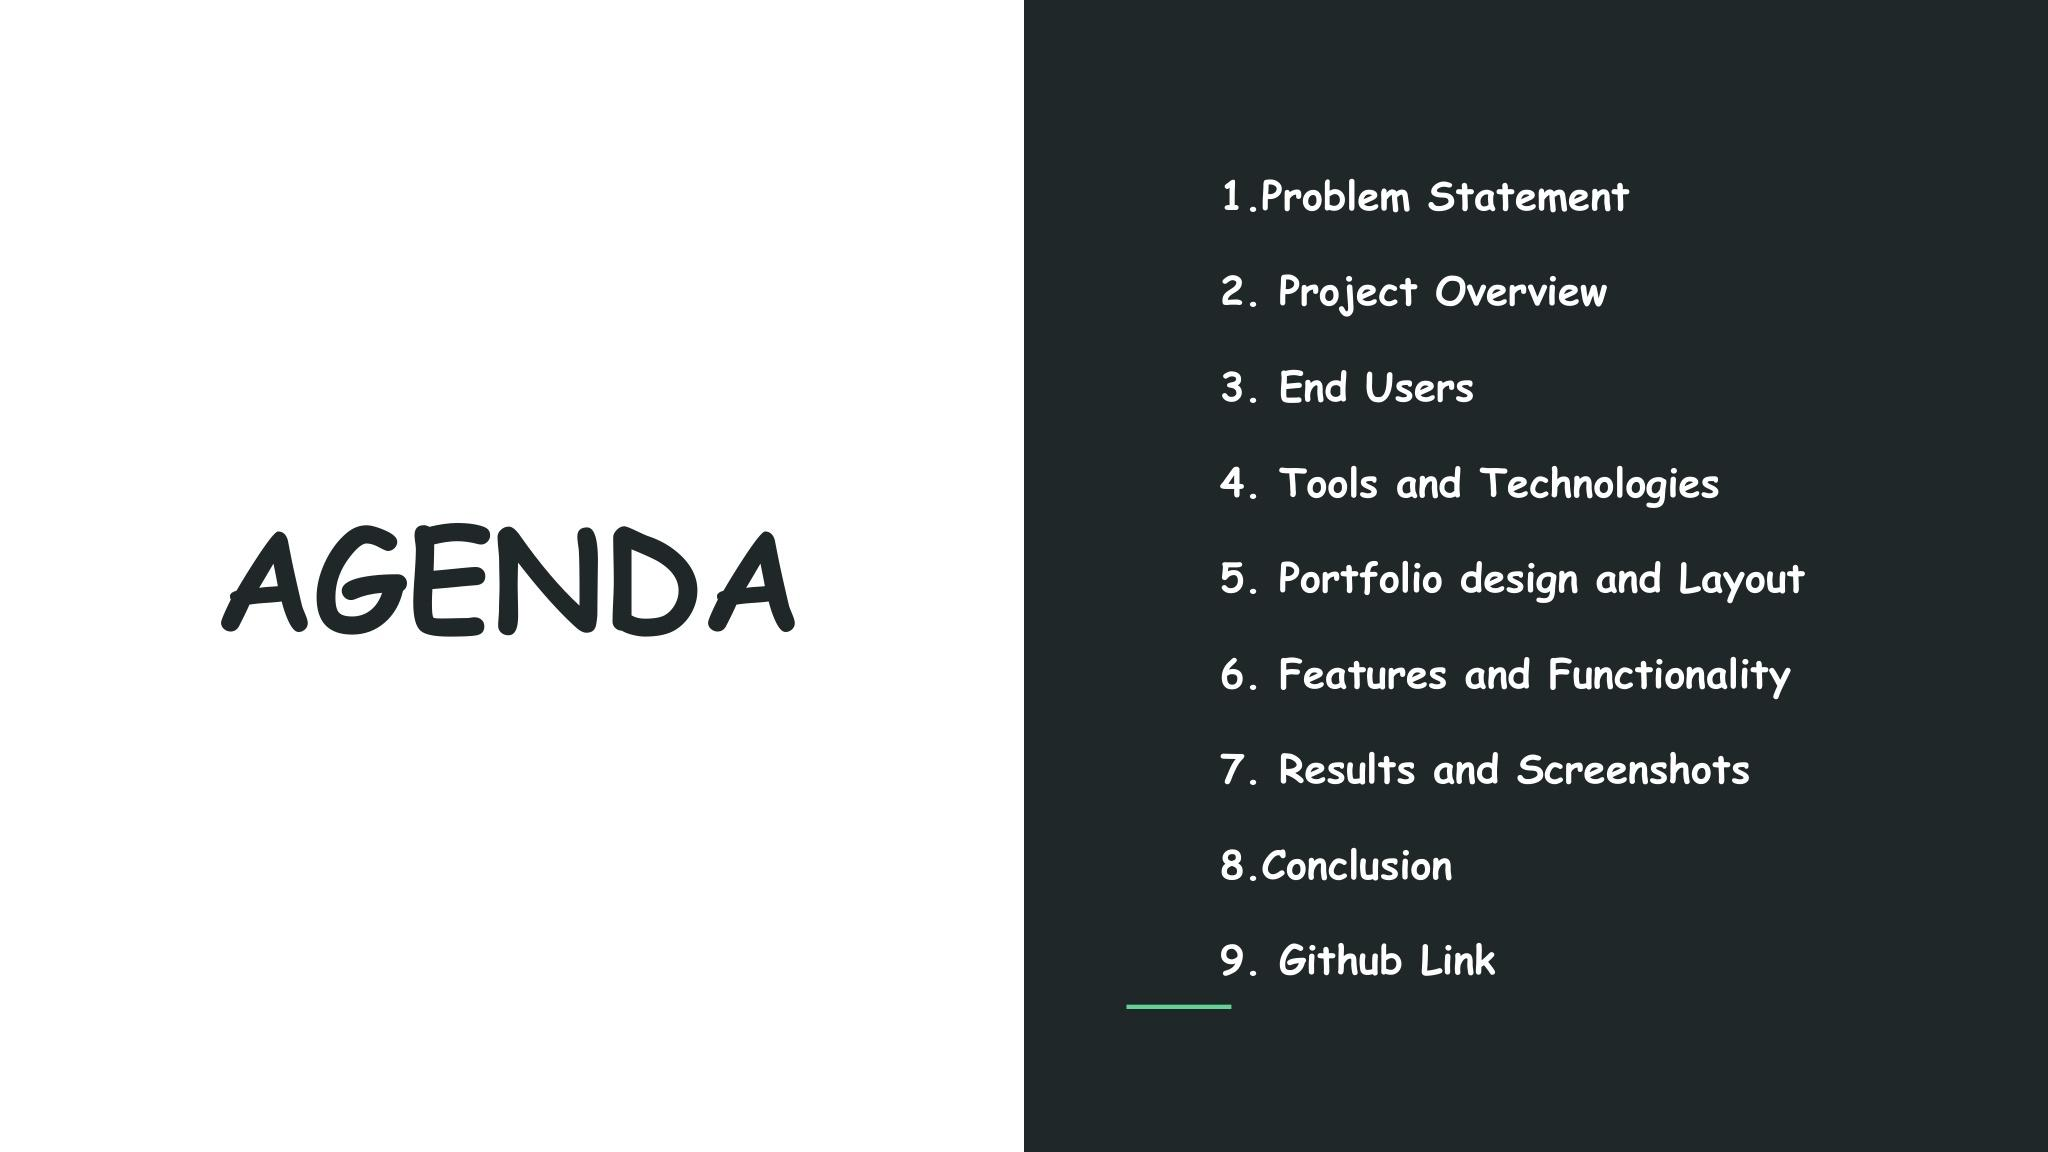 AGENDA
1.Problem Statement
2. Project Overview
3. End Users
4. Tools and Technologies
5. Portfolio design and Layout
6. Features and Functionality
7. Results and Screenshots
8.Conclusion
9. Github Link